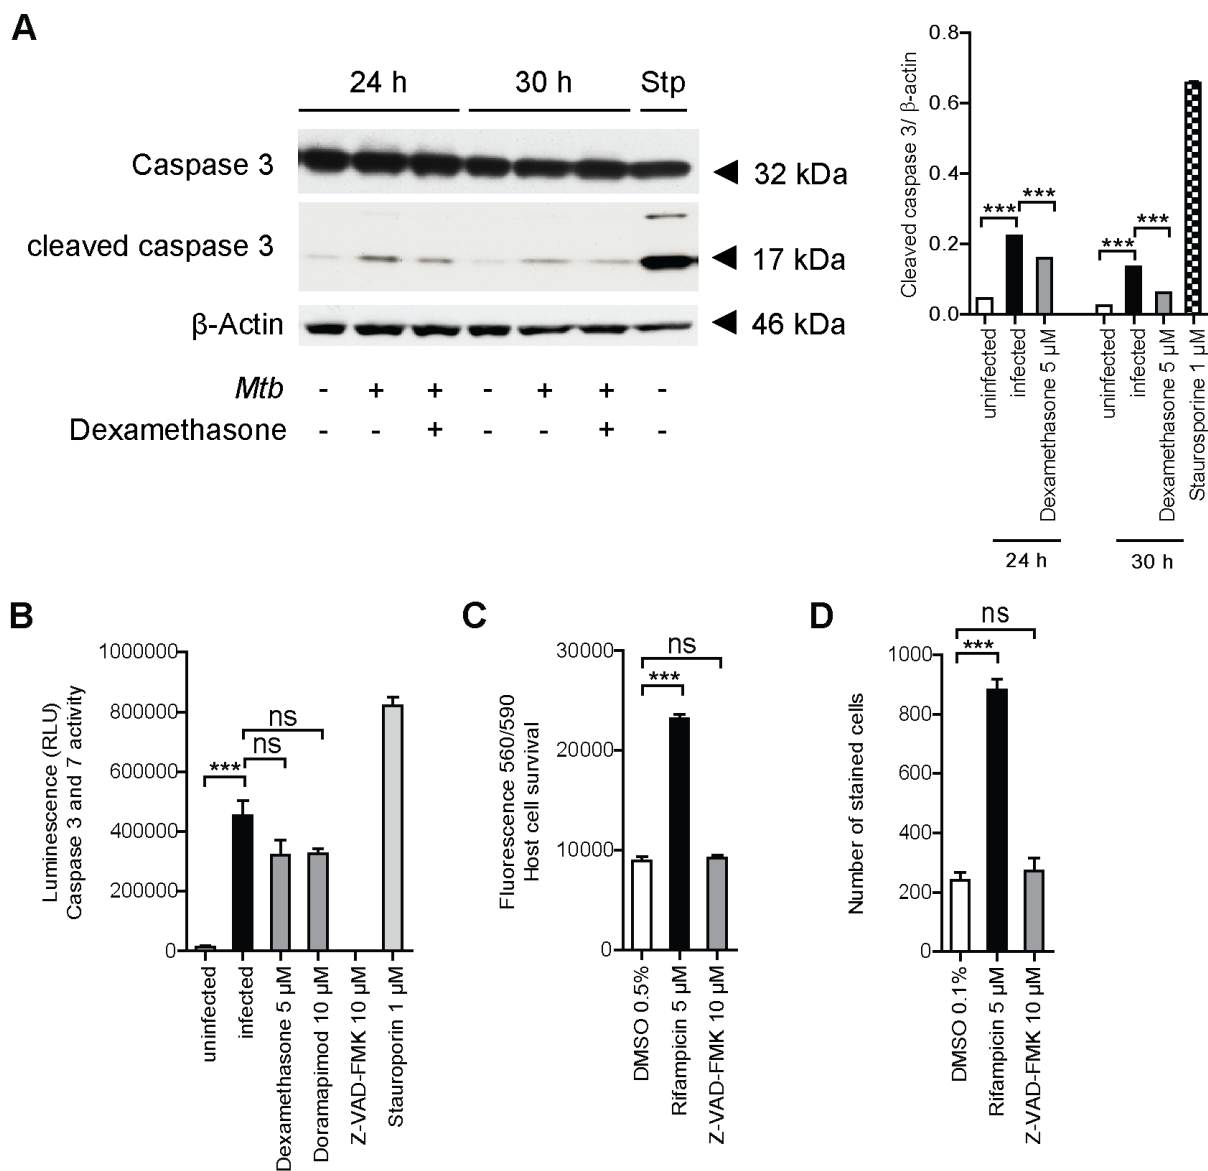 A
24 h 30 h Stp
Caspase 3
32 kDa
cleaved caspase 3
17 kDa
β-Actin
46 kDa
Mtb - + + - + + -
Dexamethasone - - + - - + -
Cleaved caspase 3/ β-actin
0.8
0.6
0.4
0.2
0.0
*** ***
*** ***
uninfected
infected
Dexamethasone 5 μM
uninfected
infected
Dexamethasone 5 μM
Staurosporine 1 μM
24 h
30 h
B
Luminescence (RLU)
Caspase 3 and 7 activity
1000000
800000
600000
400000
200000
0
ns
ns
***
uninfected
infected
Dexamethasone 5 μM
Doramapimod 10 μM
Z-VAD-FMK 10 μM
Stauroporin 1 μM
C
Fluorescence 560/590
Host cell survival
30000
20000
10000
0
ns
***
DMSO 0.5%
Rifampicin 5 μM
Z-VAD-FMK 10 μM
D
Number of stained cells
1000
800
600
400
200
0
ns
***
DMSO 0.1%
Rifampicin 5 μM
Z-VAD-FMK 10 μM